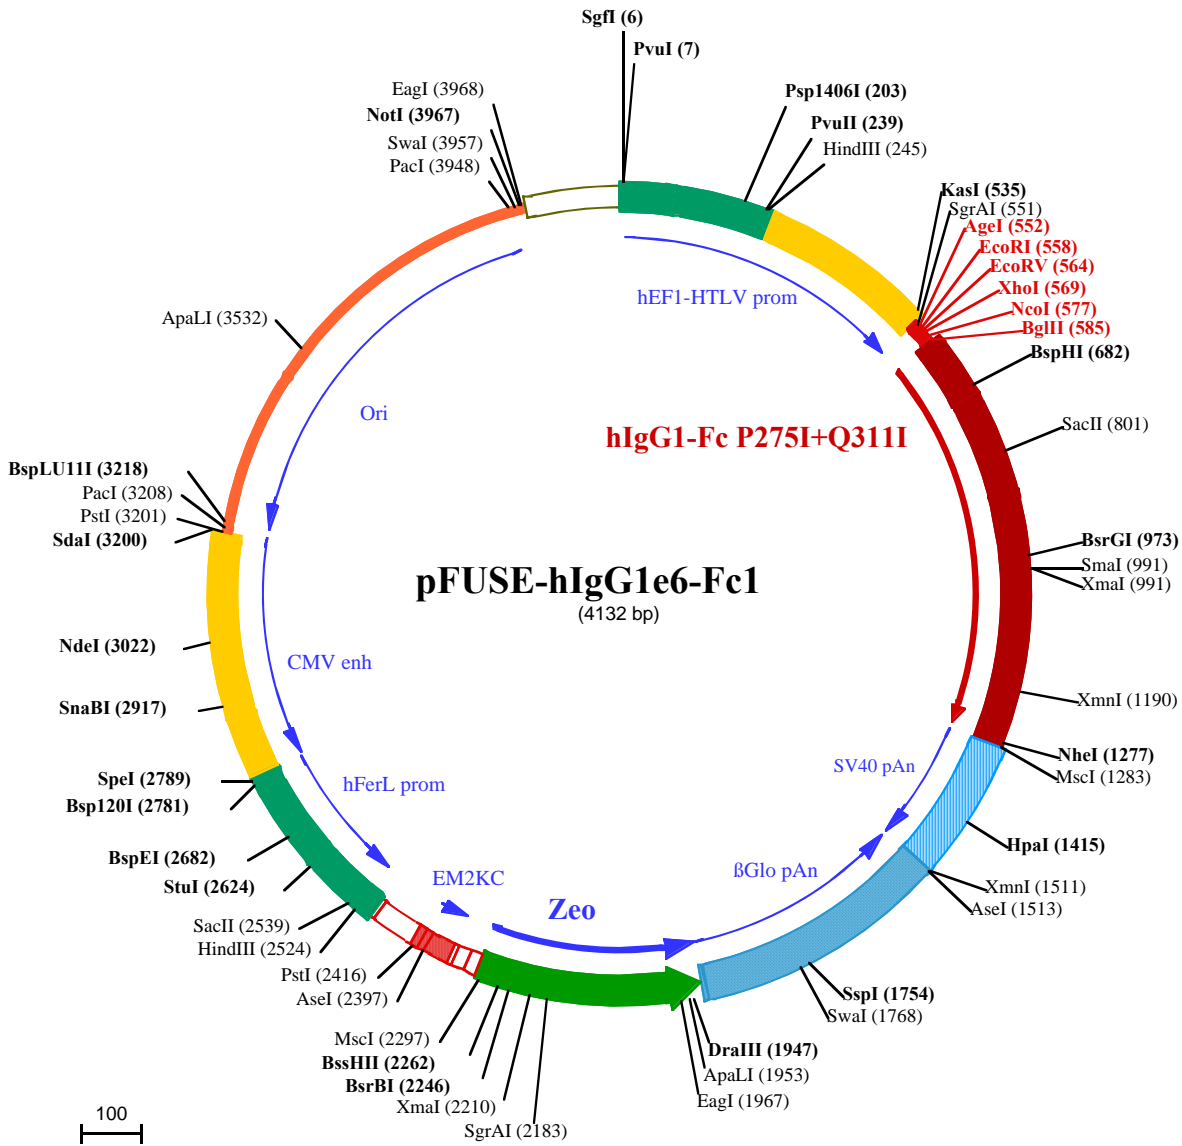 SgfI (6)
PvuI (7)
EagI (3968)
NotI (3967)
SwaI (3957)
PacI (3948)
Psp1406I (203)
PvuII (239)
HindIII (245)
KasI (535)
SgrAI (551)
AgeI (552)
EcoRI (558)
EcoRV (564)
XhoI (569)
NcoI (577)
BglII (585)
BspHI (682)
hEF1-HTLV prom
ApaLI (3532)
Ori
hIgG1-Fc P275I+Q311I
SacII (801)
BspLU11I (3218)
PacI (3208)
PstI (3201)
SdaI (3200)
BsrGI (973)
SmaI (991)
XmaI (991)
pFUSE-hIgG1e6-Fc1
(4132 bp)
NdeI (3022)
CMV enh
SnaBI (2917)
XmnI (1190)
NheI (1277)
MscI (1283)
SV40 pAn
SpeI (2789)
Bsp120I (2781)
hFerL prom
HpaI (1415)
BspEI (2682)
StuI (2624)
EM2KC
ßGlo pAn
XmnI (1511)
AseI (1513)
Zeo
SacII (2539)
HindIII (2524)
PstI (2416)
AseI (2397)
SspI (1754)
SwaI (1768)
MscI (2297)
BssHII (2262)
BsrBI (2246)
XmaI (2210)
SgrAI (2183)
DraIII (1947)
ApaLI (1953)
EagI (1967)
100